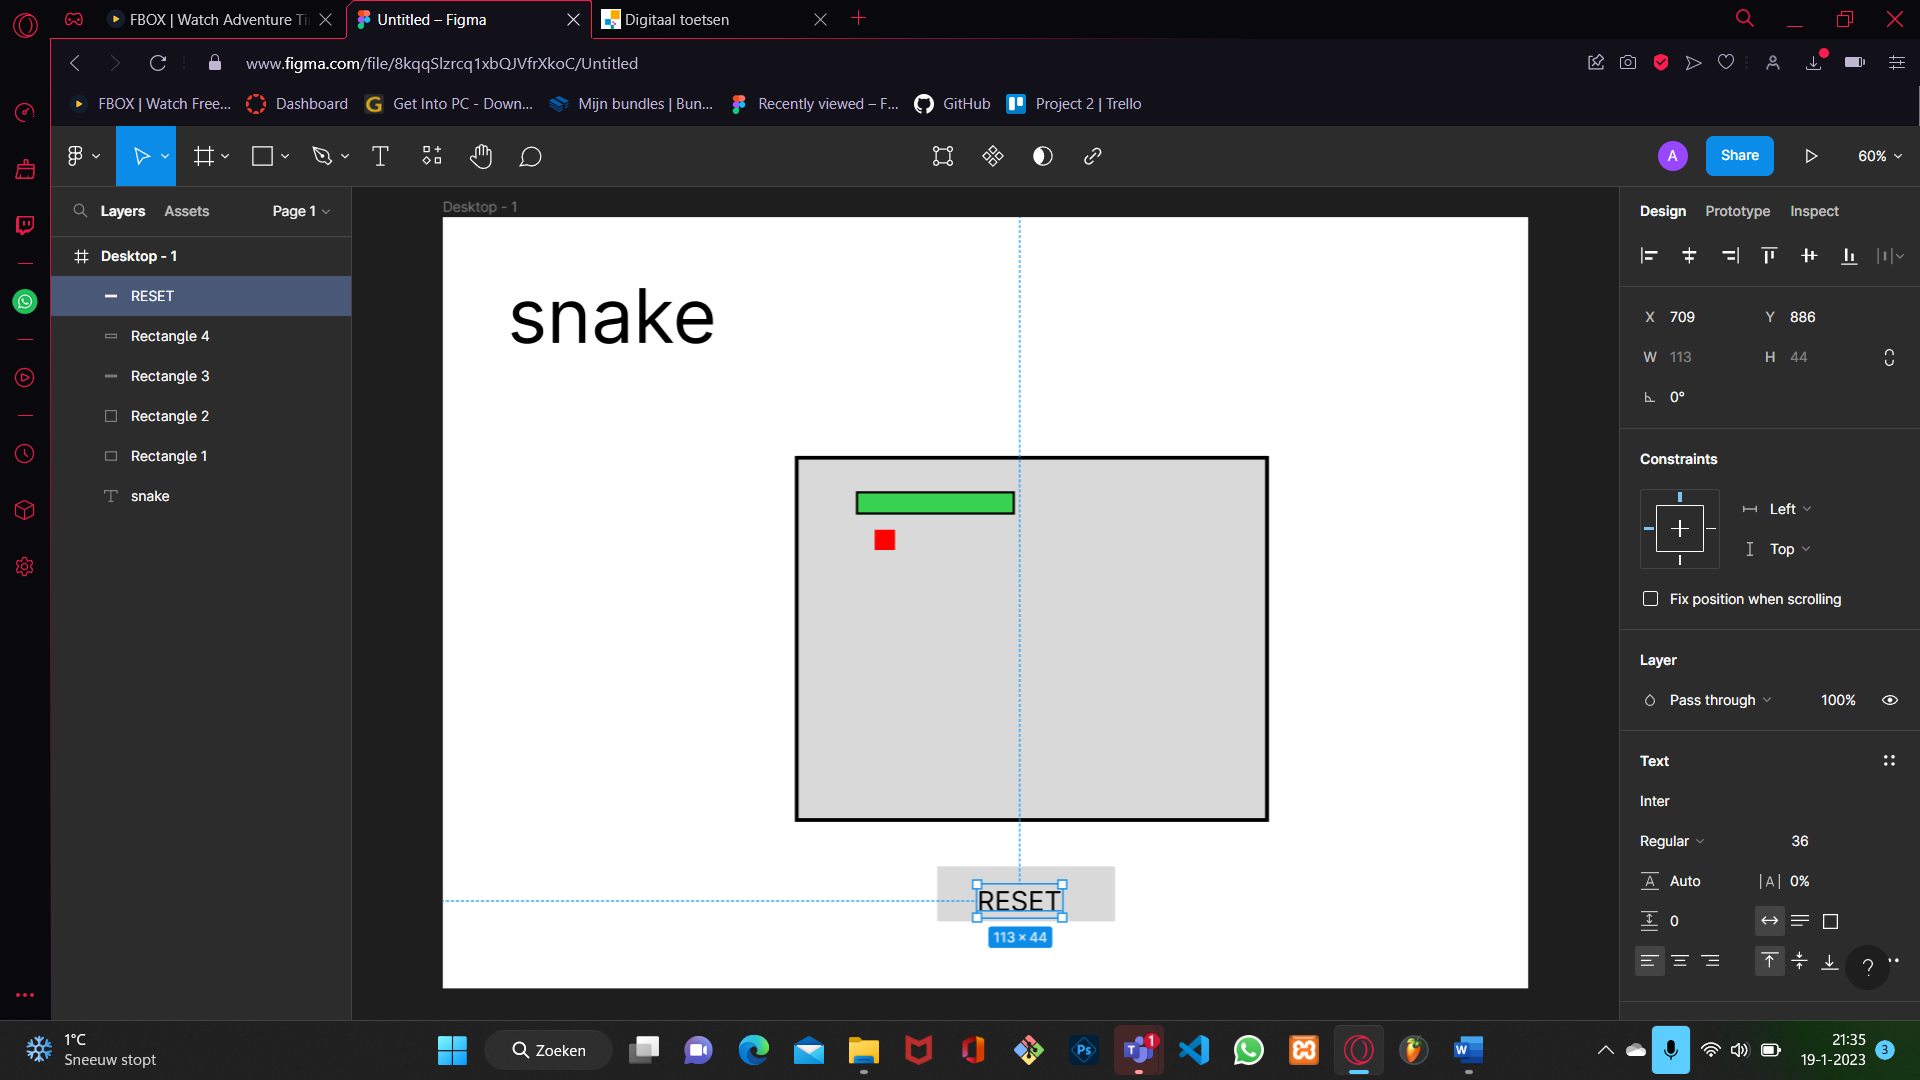 FBOX | Watch Adventure Ti
Untitled – Figma
Digitaal toetsen
www.figma.com/file/8kqqSlzrcq1xbQJVfrXkoC/Untitled
FBOX | Watch Free...
Dashboard
G
Get Into PC - Down...
Mijn bundles | Bun...
Recently viewed – F...
GitHub
Project 2 | Trello
A
Share
60%
Layers
Assets
Page 1
Desktop - 1
RESET
Rectangle 4
Rectangle 3
Rectangle 2
Rectangle 1
snake
Desktop - 1
snake
RESET
113 × 44
Design
Prototype
Inspect
X 709
Y 886
W 113
H 44
0°
Constraints
Left
Top
Fix position when scrolling
Layer
Pass through
100%
Text
Inter
Regular
36
Auto
|A| 0%
0
?
1°C
Sneeuw stopt
Zoeken
Ps
T
1
W
21:35
19-1-2023
3